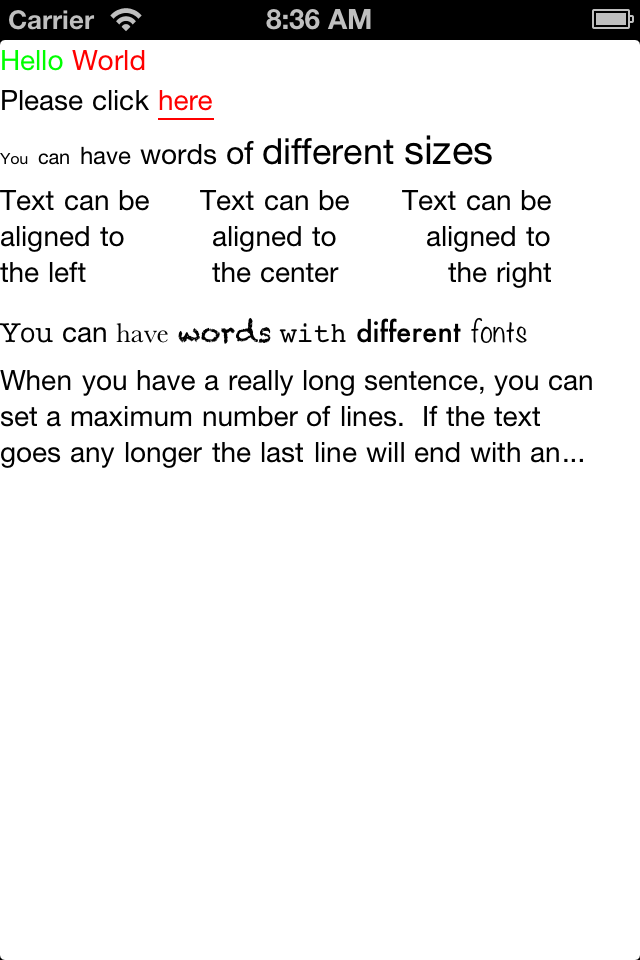 Carrier 8:36 AM
Hello World
Please click here
You can have words of different sizes
Text can be
aligned to
the left
Text can be
aligned to
the center
Text can be
aligned to
the right
You can have words with different fonts
When you have a really long sentence, you can
set a maximum number of lines.  If the text
goes any longer the last line will end with an...